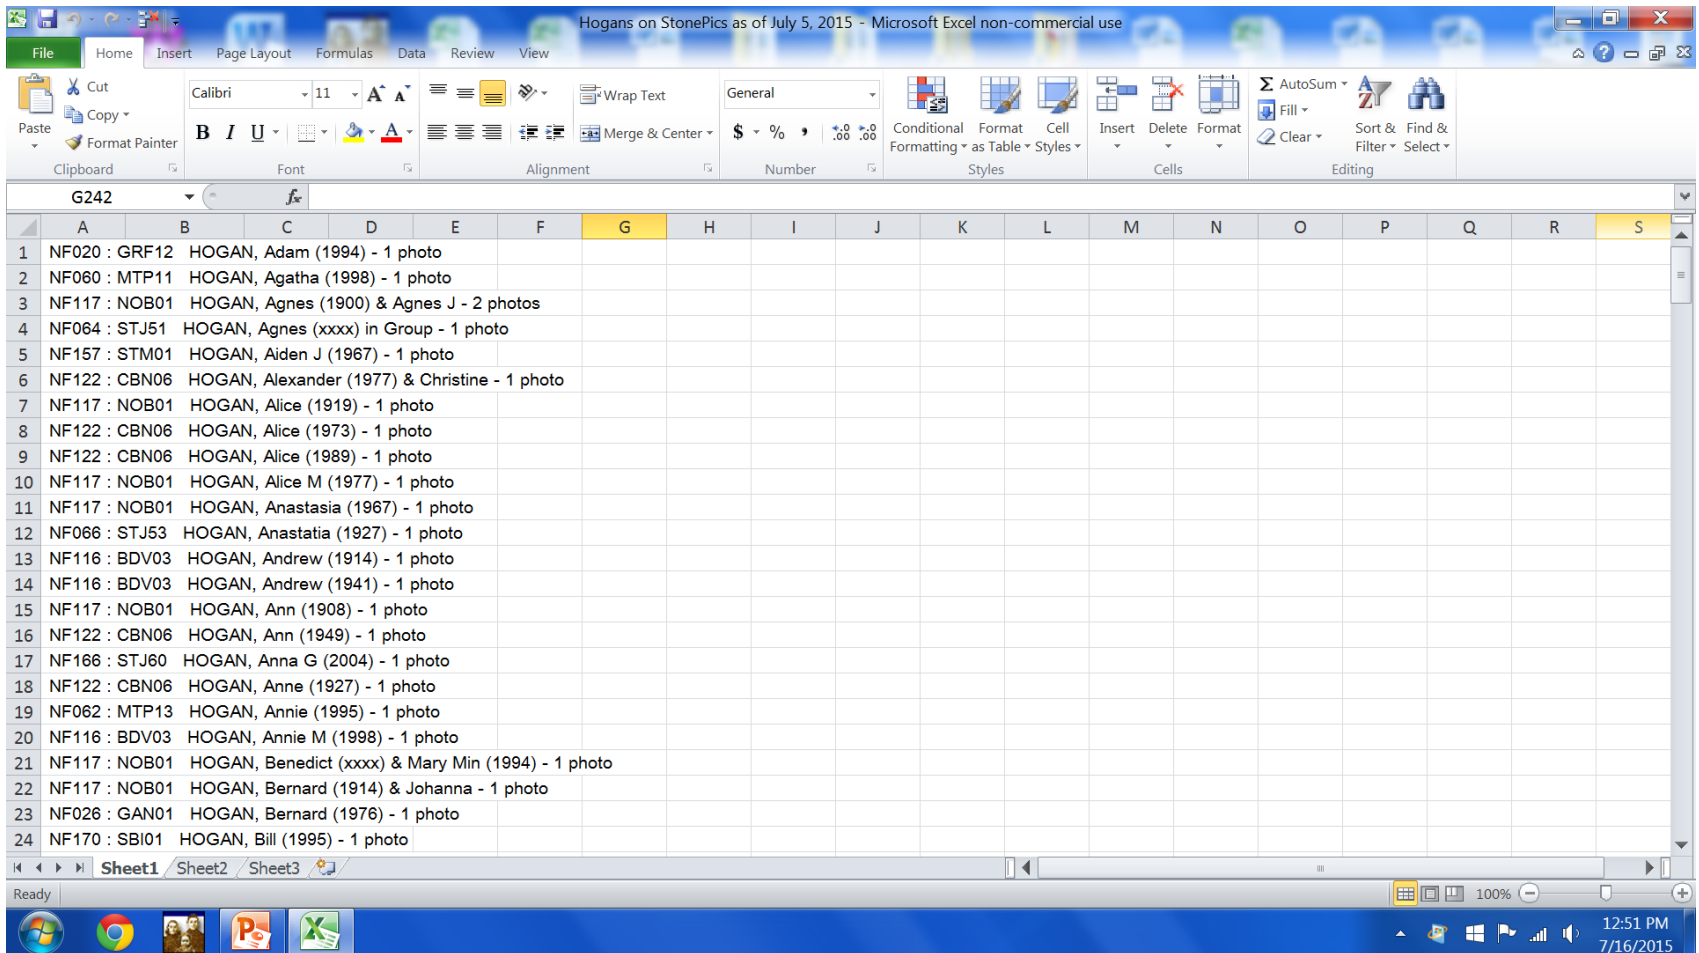 Hogans on StonePics as of July 5, 2015 - Microsoft Excel non-commercial use
File Home Insert Page Layout Formulas Data Review View
Cut
Copy
Format Painter
Paste
Clipboard
Calibri 11
B I U A
Font
Wrap Text
Merge & Center
Alignment
General
$ % , .00 .00
Number
Conditional Formatting
Format as Table
Cell Styles
Styles
Insert Delete Format
Cells
Σ AutoSum
Fill
Clear
Sort & Filter
Find & Select
Editing
G242 fx
A B C D E F G H I J K L M N O P Q R S
1 NF020 : GRF12 HOGAN, Adam (1994) - 1 photo
2 NF060 : MTP11 HOGAN, Agatha (1998) - 1 photo
3 NF117 : NOB01 HOGAN, Agnes (1900) & Agnes J - 2 photos
4 NF064 : STJ51 HOGAN, Agnes (xxxx) in Group - 1 photo
5 NF157 : STM01 HOGAN, Aiden J (1967) - 1 photo
6 NF122 : CBN06 HOGAN, Alexander (1977) & Christine - 1 photo
7 NF117 : NOB01 HOGAN, Alice (1919) - 1 photo
8 NF122 : CBN06 HOGAN, Alice (1973) - 1 photo
9 NF122 : CBN06 HOGAN, Alice (1989) - 1 photo
10 NF117 : NOB01 HOGAN, Alice M (1977) - 1 photo
11 NF117 : NOB01 HOGAN, Anastasia (1967) - 1 photo
12 NF066 : STJ53 HOGAN, Anastatia (1927) - 1 photo
13 NF116 : BDV03 HOGAN, Andrew (1914) - 1 photo
14 NF116 : BDV03 HOGAN, Andrew (1941) - 1 photo
15 NF117 : NOB01 HOGAN, Ann (1908) - 1 photo
16 NF122 : CBN06 HOGAN, Ann (1949) - 1 photo
17 NF166 : STJ60 HOGAN, Anna G (2004) - 1 photo
18 NF122 : CBN06 HOGAN, Anne (1927) - 1 photo
19 NF062 : MTP13 HOGAN, Annie (1995) - 1 photo
20 NF116 : BDV03 HOGAN, Annie M (1998) - 1 photo
21 NF117 : NOB01 HOGAN, Benedict (xxxx) & Mary Min (1994) - 1 photo
22 NF117 : NOB01 HOGAN, Bernard (1914) & Johanna - 1 photo
23 NF026 : GAN01 HOGAN, Bernard (1976) - 1 photo
24 NF170 : SBI01 HOGAN, Bill (1995) - 1 photo
Sheet1 Sheet2 Sheet3
Ready 100%
12:51 PM
7/16/2015